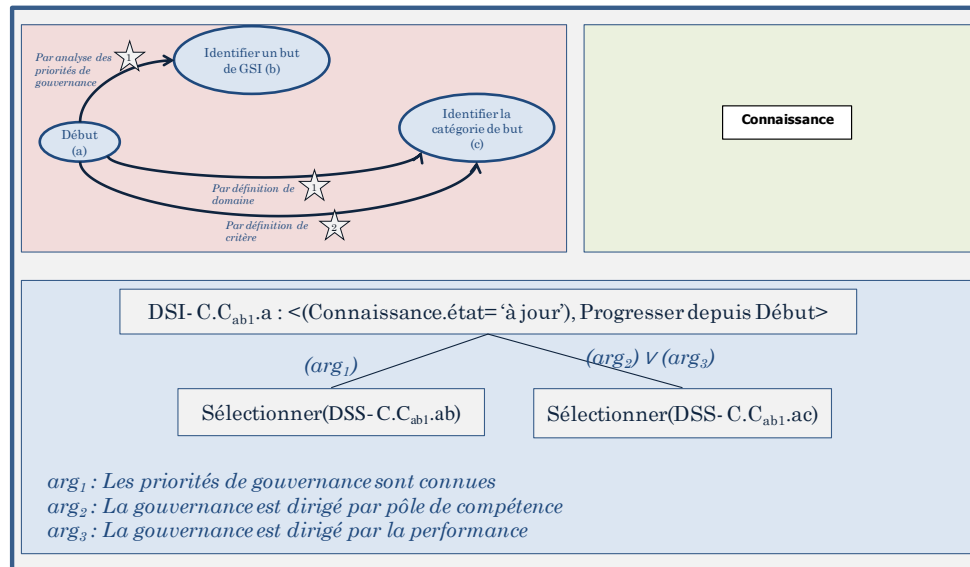 Par analyse des
priorités de
gouvernance
1
Identifier un but
de GSI (b)
Début
(a)
Identifier la
catégorie de but
(c)
Par définition de
domaine
1
Par définition de
critère
2
Connaissance
DSI-C.Cab1.a : <(Connaissance.état= 'à jour'), Progresser depuis Début>
(arg1)
(arg2) V (arg3)
Sélectionner(DSS-C.Cab1.ab)
Sélectionner(DSS-C.Cab1.ac)
arg1 : Les priorités de gouvernance sont connues
arg2 : La gouvernance est dirigé par pôle de compétence
arg3 : La gouvernance est dirigé par la performance